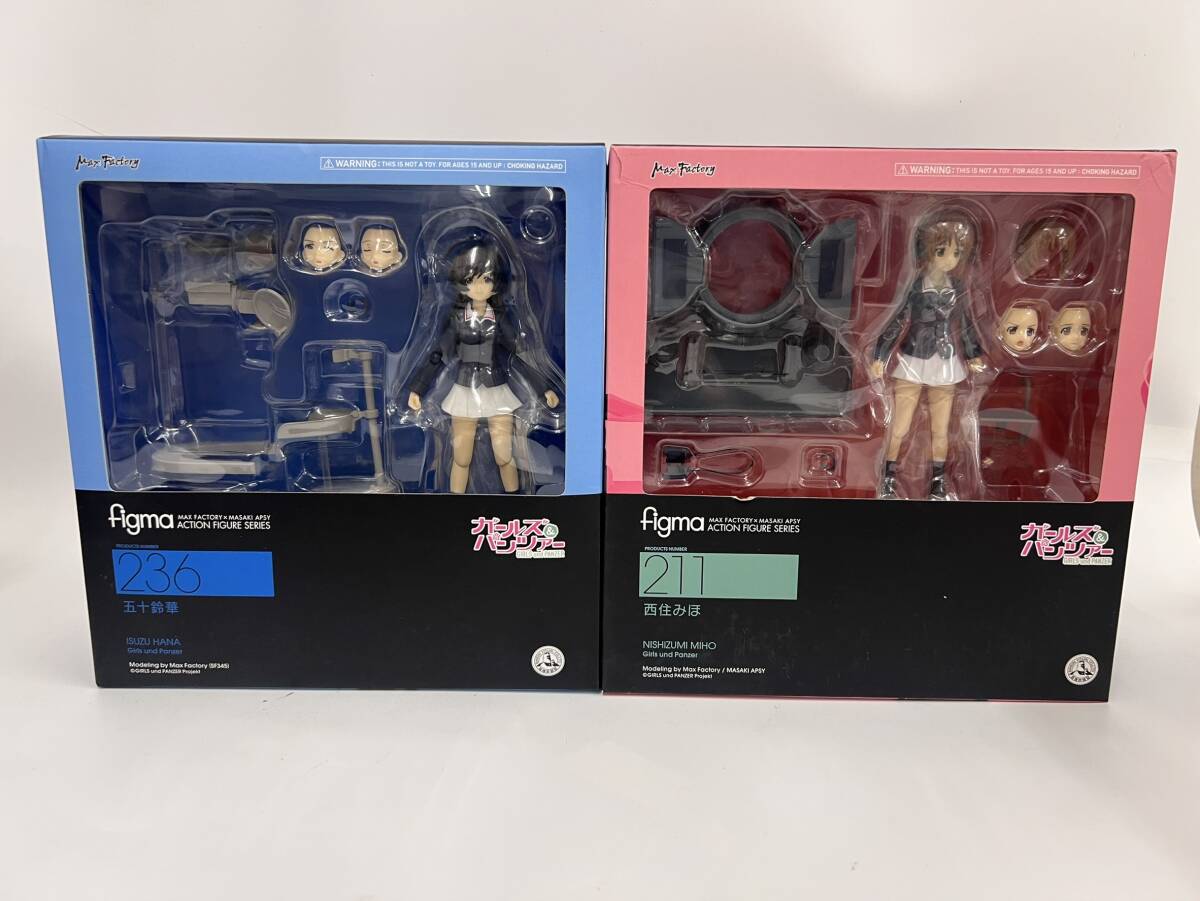 Max Factory
⚠ WARNING: THIS IS NOT A TOY. FOR AGES 15 AND UP : CHOKING HAZARD
figma MAX FACTORY×MASAKI APSY
ACTION FIGURE SERIES
ガールズ&
パンツァー
GIRLS und PANZER
PRODUCTS NUMBER
236
五十鈴華
ISUZU HANA
Girls und Panzer
Modeling by Max Factory (SF345)
©GIRLS und PANZER Projekt
Max Factory
⚠ WARNING: THIS IS NOT A TOY. FOR AGES 15 AND UP : CHOKING HAZARD
figma MAX FACTORY×MASAKI APSY
ACTION FIGURE SERIES
ガールズ&
パンツァー
GIRLS und PANZER
PRODUCTS NUMBER
211
西住みほ
NISHIZUMI MIHO
Girls und Panzer
Modeling by Max Factory / MASAKI APSY
©GIRLS und PANZER Projekt